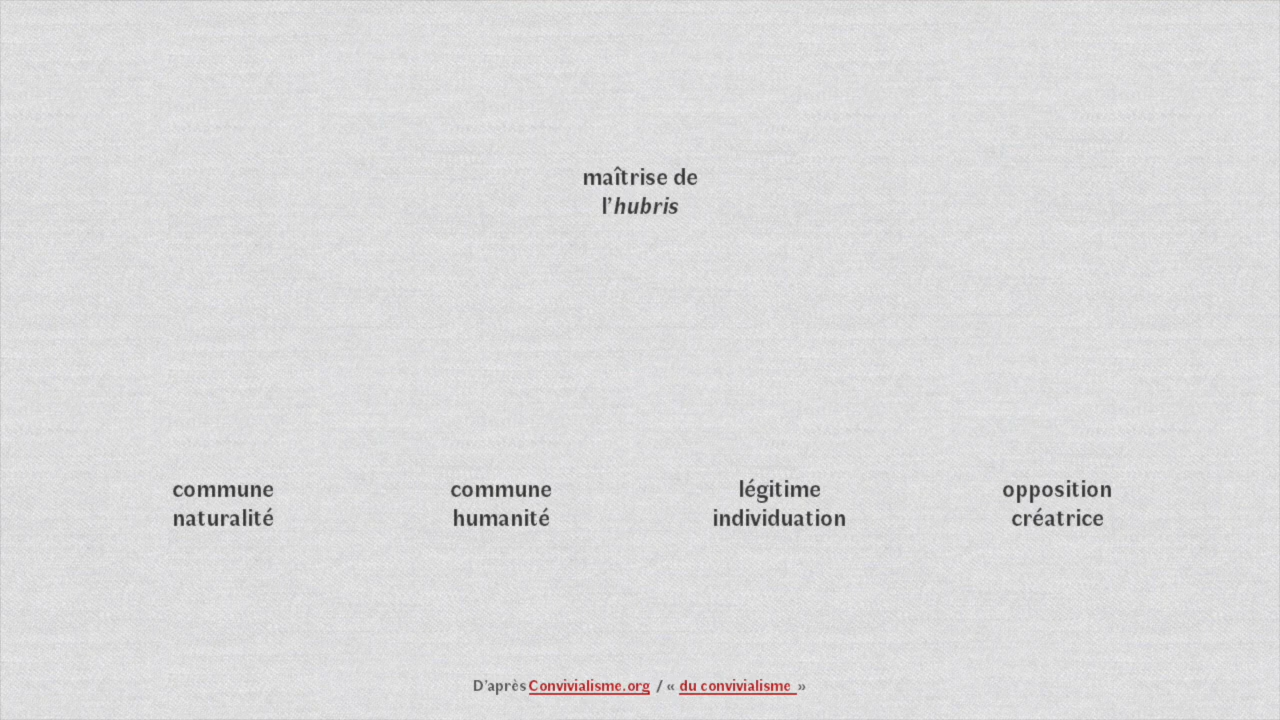 maîtrise de
l’hubris
commune
naturalité
commune
humanité
légitime
individuation
opposition
créatrice
D’après Convivialisme.org / « du convivialisme »